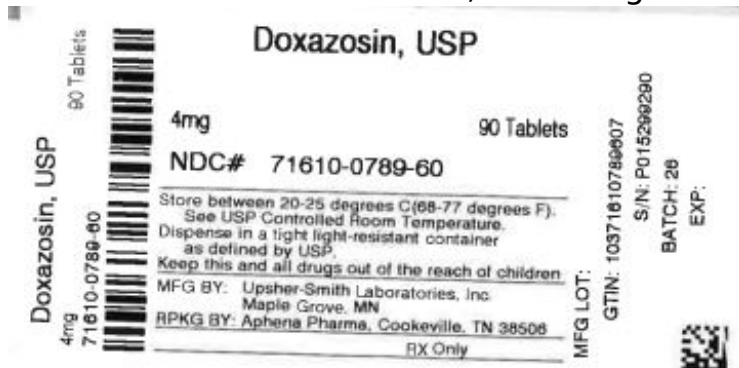 Doxazosin, USP
4mg
90 Tablets
NDC# 71610-0789-60
Store between 20-25 degrees C(68-77 degrees F).
See USP Controlled Room Temperature.
Dispense in a tight light-resistant container
as defined by USP.
Keep this and all drugs out of the reach of children
MFG BY: Upsher-Smith Laboratories, Inc.
Maple Grove, MN
RPKG BY: Aphena Pharma, Cookeville, TN 38506
RX Only
Doxazosin, USP
90 Tablets
4mg
71610-0789-60
MFG LOT:
GTIN: 10371610789607
S/N: P015299290
BATCH: 26
EXP: